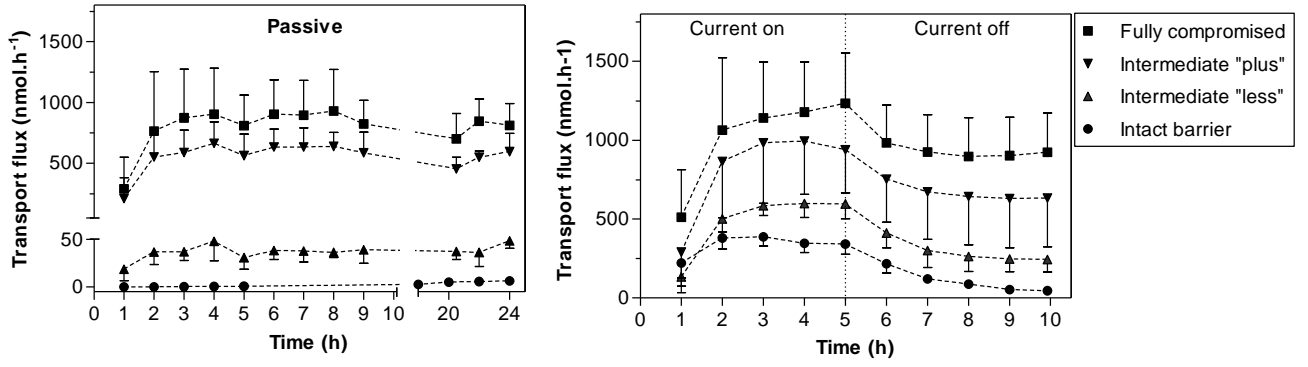 Passive
Transport flux (nmol.h-1)
1750
1000
500
50
0
0 1 2 3 4 5 6 7 8 9 10 20 24
Time (h)
Current on
Current off
Transport flux (nmol.h-1)
1500
1000
500
0
0 1 2 3 4 5 6 7 8 9 10
Time (h)
Fully compromised
Intermediate "plus"
Intermediate "less"
Intact barrier